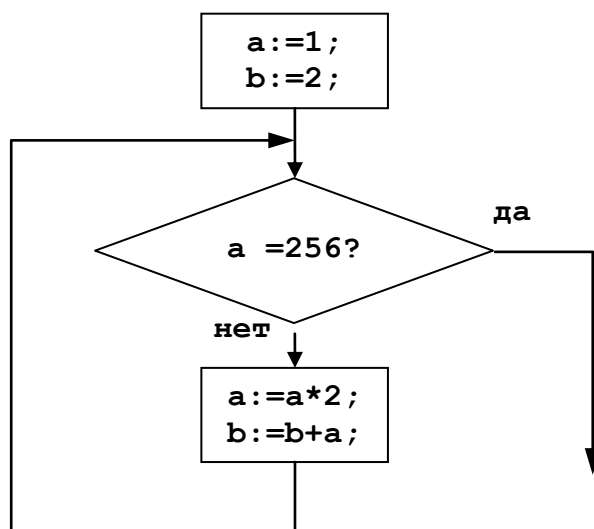 a:=1;
b:=2;
да
a =256?
нет
a:=a*2;
b:=b+a;